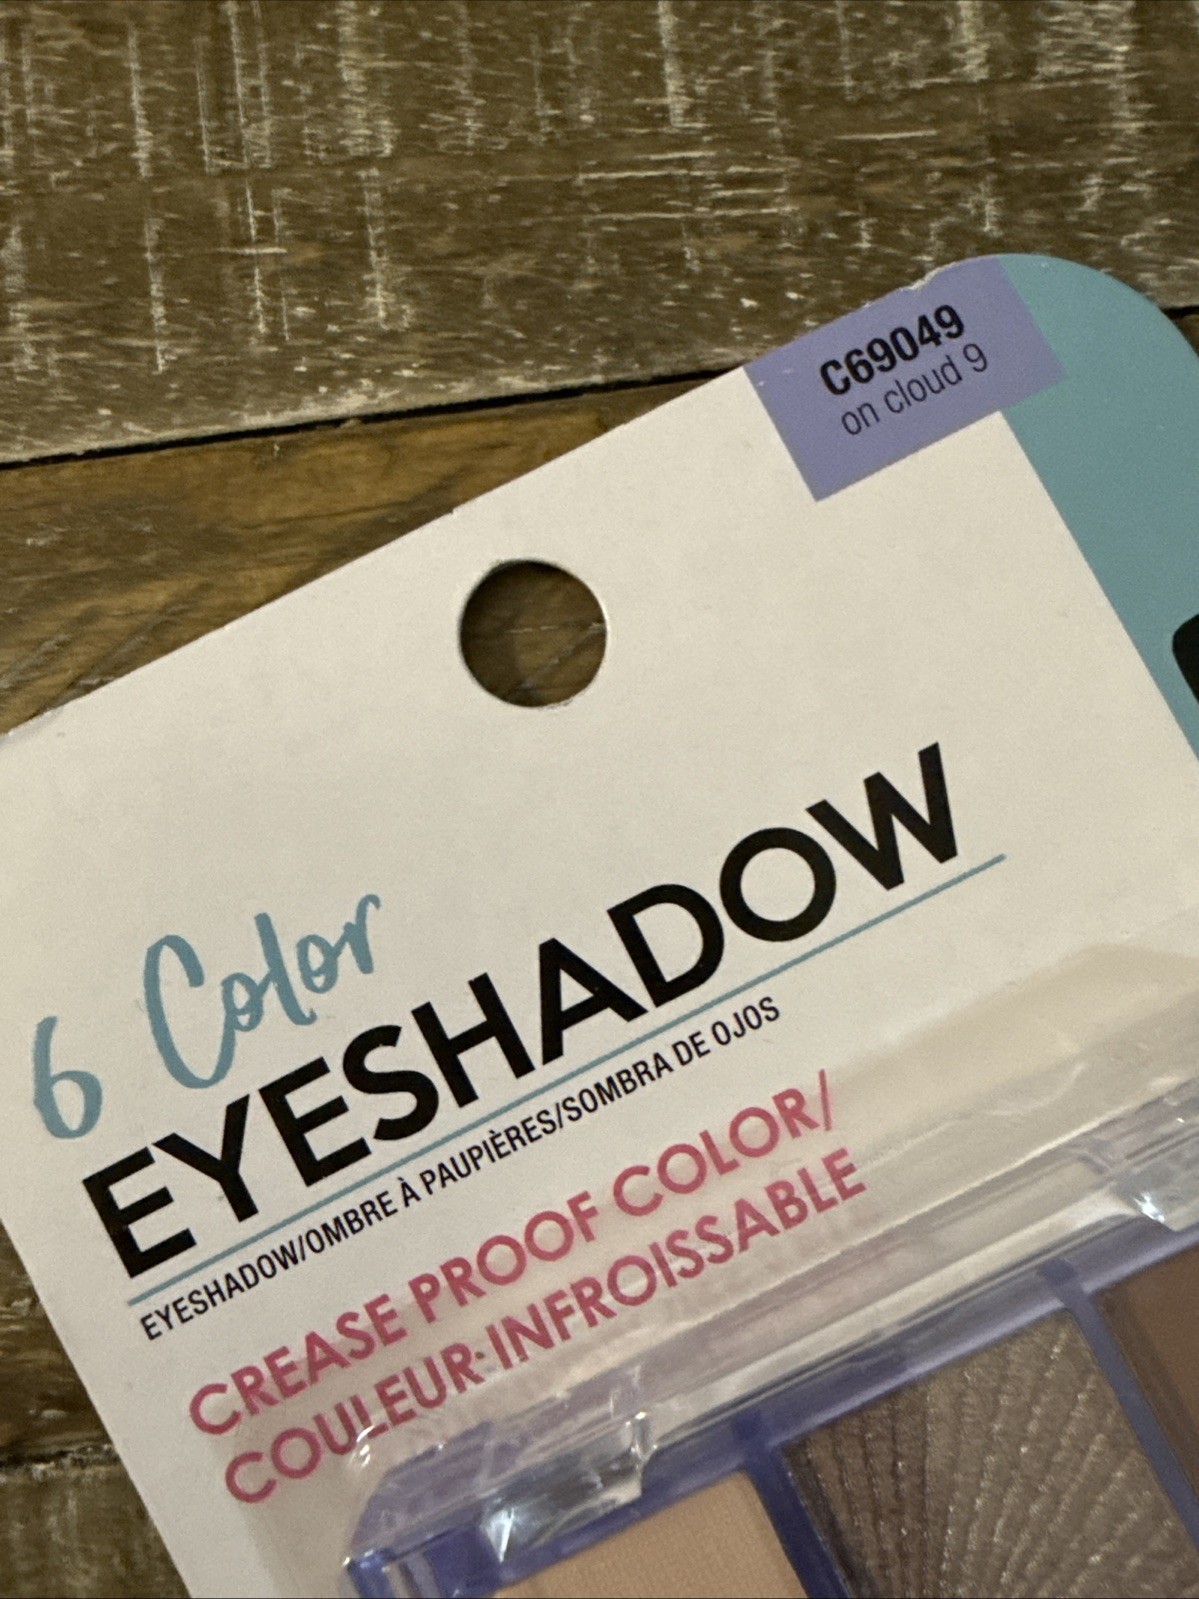 C69049
on cloud 9
6 Color
EYESHADOW
EYESHADOW/OMBRE À PAUPIÈRES/SOMBRA DE OJOS
CREASE PROOF COLOR/
COULEUR INFROISSABLE